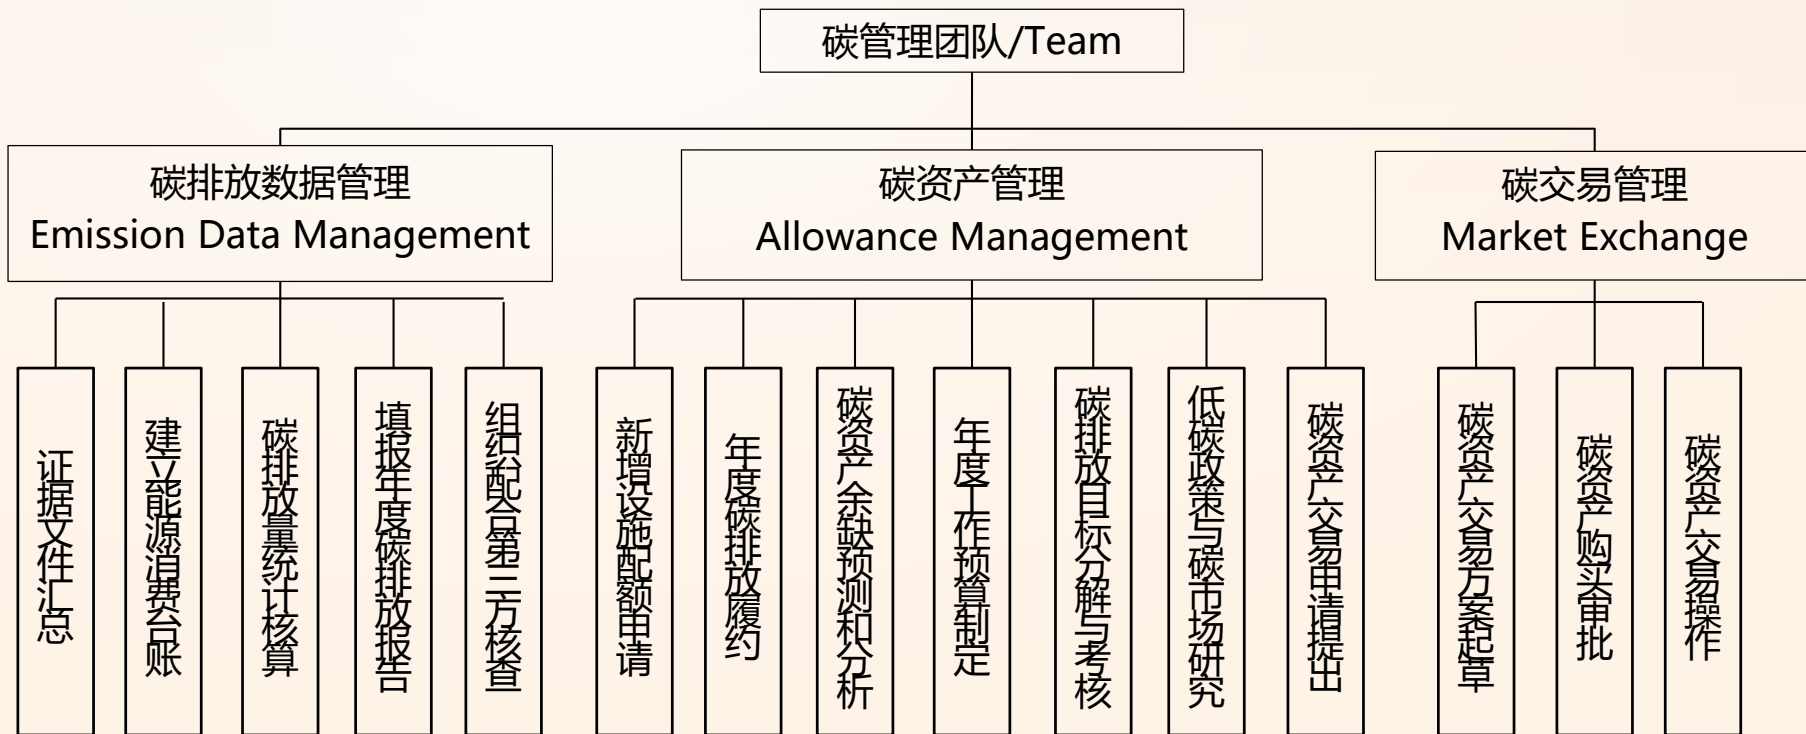 碳管理团队/Team
碳排放数据管理
Emission Data Management
碳资产管理
Allowance Management
碳交易管理
Market Exchange
证据文件汇总
建立能源消费台账
碳排放量统计核算
填报年度碳排放报告
组织配合第三方核查
新增设施配额申请
年度碳排放履约
碳资产余缺预测和分析
年度工作预算制定
碳排放目标分解与考核
低碳政策与碳市场研究
碳资产交易申请提出
碳资产交易方案起草
碳资产购买审批
碳资产交易操作